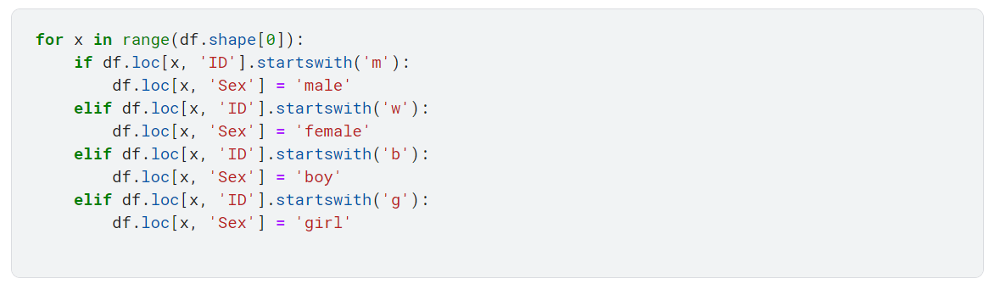 for x in range(df.shape[0]):
    if df.loc[x, 'ID'].startswith('m'):
        df.loc[x, 'Sex'] = 'male'
    elif df.loc[x, 'ID'].startswith('w'):
        df.loc[x, 'Sex'] = 'female'
    elif df.loc[x, 'ID'].startswith('b'):
        df.loc[x, 'Sex'] = 'boy'
    elif df.loc[x, 'ID'].startswith('g'):
        df.loc[x, 'Sex'] = 'girl'